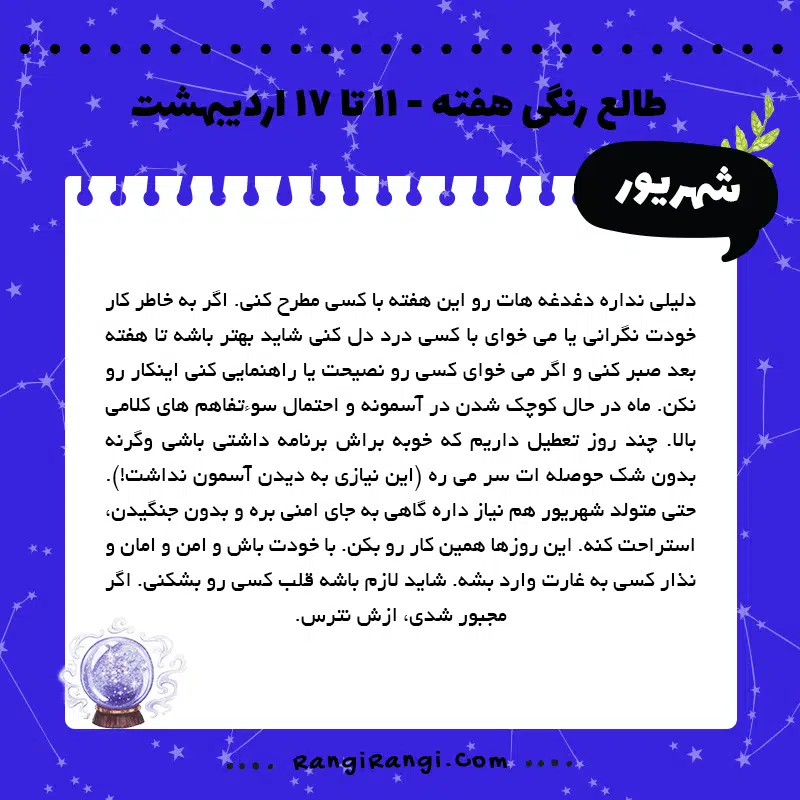 طالع رنگی هفته - ۱۱ تا ۱۷ اردیبهشت
شهریور
دلیلی نداره دغدغه هات رو این هفته با کسی مطرح کنی. اگر به خاطر کار
خودت نگرانی یا می خوای با کسی درد دل کنی شاید بهتر باشه تا هفته
بعد صبر کنی و اگر می خوای کسی رو نصیحت یا راهنمایی کنی اینکار رو
نکن. ماه در حال کوچک شدن در آسمونه و احتمال سوءتفاهم های کلامی
بالا. چند روز تعطیل داریم که خوبه براش برنامه داشتی باشی وگرنه
بدون شک حوصله ات سر می ره (این نیازی به دیدن آسمون نداشت!).
حتی متولد شهریور هم نیاز داره گاهی به جای امنی بره و بدون جنگیدن،
استراحت کنه. این روزها همین کار رو بکن. با خودت باش و امن و امان و
نذار کسی به غارت وارد بشه. شاید لازم باشه قلب کسی رو بشکنی. اگر
مجبور شدی، ازش نترس.
.... RangiRangi.Com ....